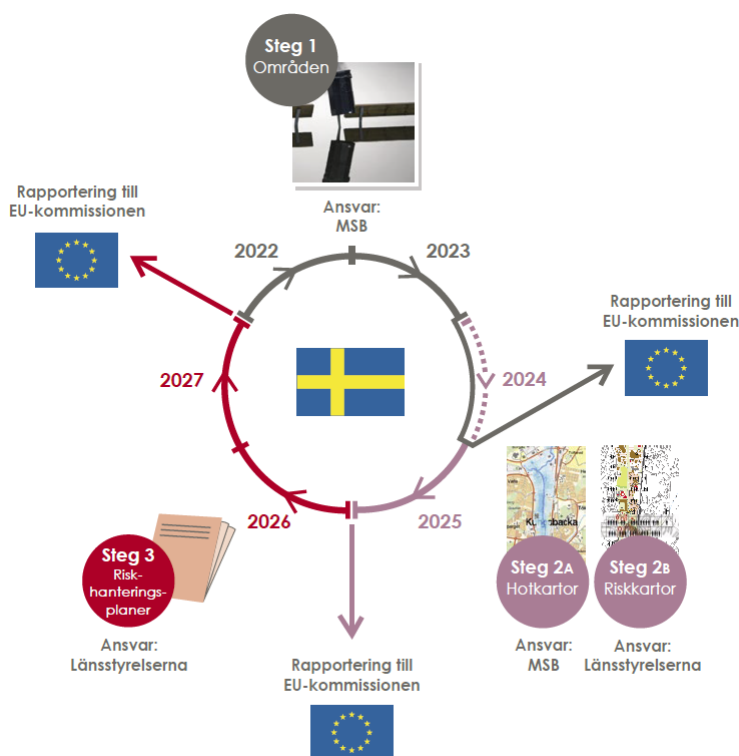 Steg 1
Områden
Ansvar:
MSB
Rapportering till
EU-kommissionen
2022
2023
Rapportering till
EU-kommissionen
2027
2024
2026
2025
Steg 3
Risk-
hanterings-
planer
Ansvar:
Länsstyrelserna
Steg 2A
Hotkartor
Ansvar:
MSB
Steg 2B
Riskkartor
Ansvar:
Länsstyrelserna
Rapportering till
EU-kommissionen